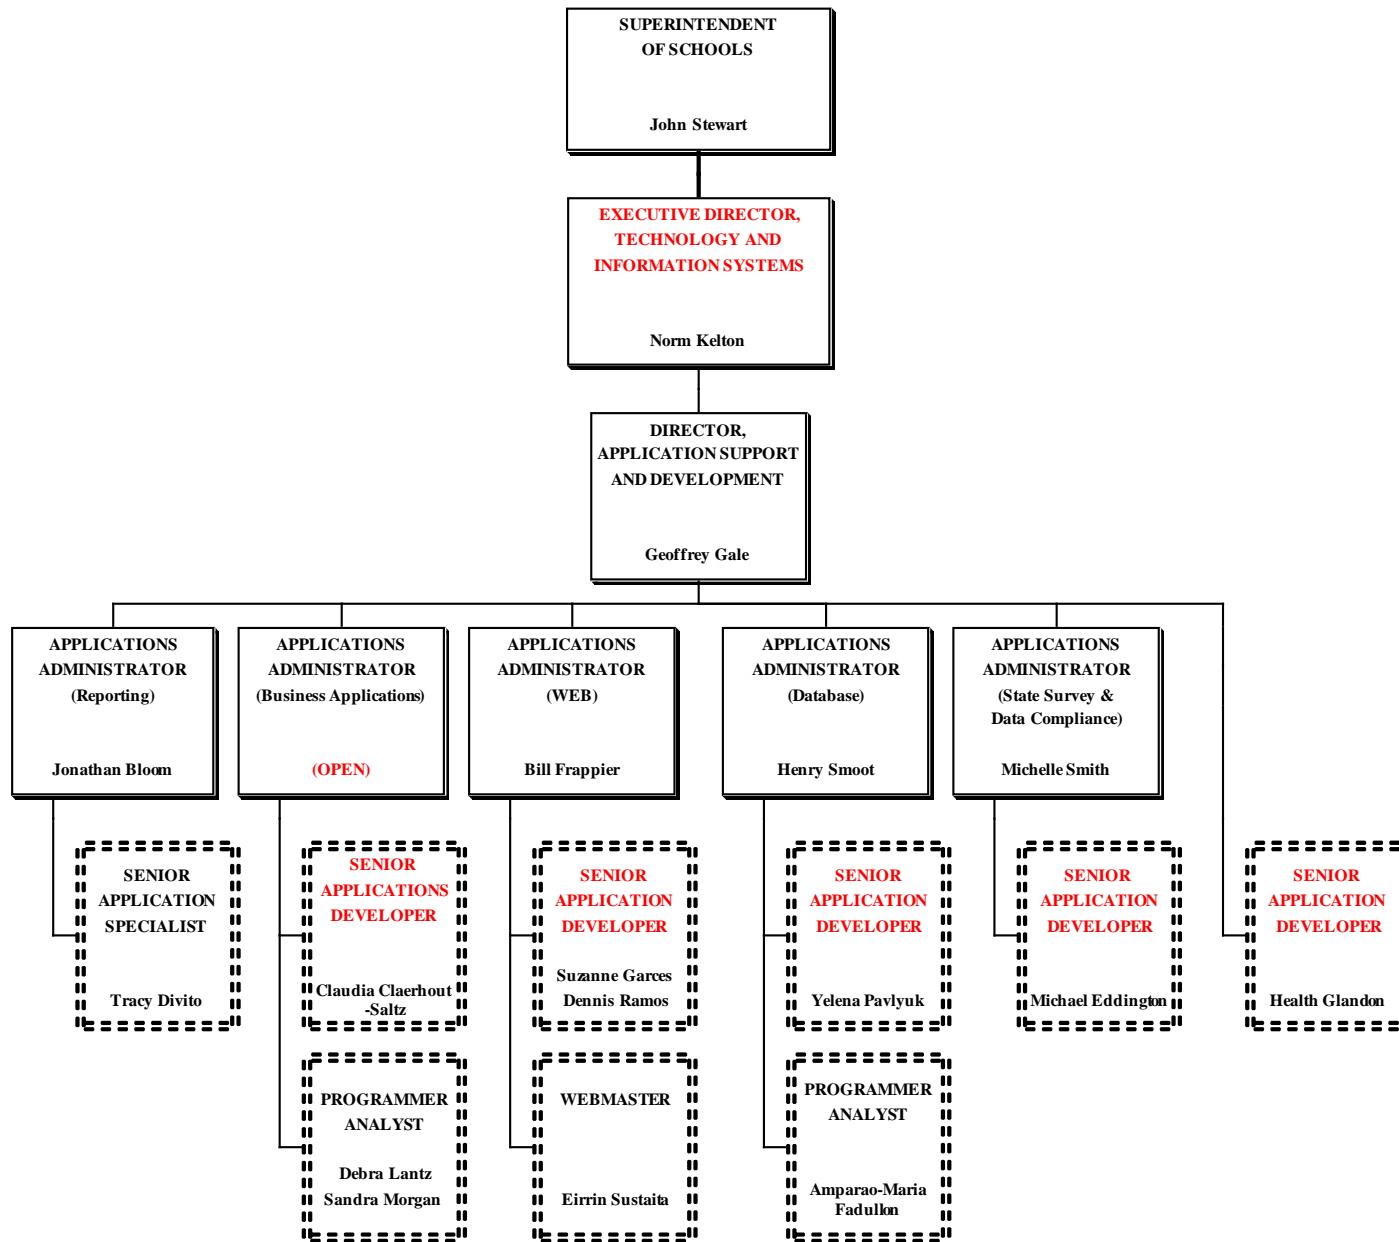 SUPERINTENDENT
OF SCHOOLS
John Stewart
EXECUTIVE DIRECTOR,
TECHNOLOGY AND
INFORMATION SYSTEMS
Norm Kelton
DIRECTOR,
APPLICATION SUPPORT
AND DEVELOPMENT
Geoffrey Gale
APPLICATIONS
ADMINISTRATOR
(Reporting)
Jonathan Bloom
APPLICATIONS
ADMINISTRATOR
(Business Applications)
(OPEN)
APPLICATIONS
ADMINISTRATOR
(WEB)
Bill Frappier
APPLICATIONS
ADMINISTRATOR
(Database)
Henry Smoot
APPLICATIONS
ADMINISTRATOR
(State Survey &
Data Compliance)
Michelle Smith
SENIOR
APPLICATION
SPECIALIST
Tracy Divito
SENIOR
APPLICATIONS
DEVELOPER
Claudia Claerhout
-Saltz
SENIOR
APPLICATION
DEVELOPER
Suzanne Garces
Dennis Ramos
SENIOR
APPLICATION
DEVELOPER
Yelena Pavlyuk
SENIOR
APPLICATION
DEVELOPER
Michael Eddington
SENIOR
APPLICATION
DEVELOPER
Health Glandon
PROGRAMMER
ANALYST
Debra Lantz
Sandra Morgan
WEBMASTER
Eirrin Sustaita
PROGRAMMER
ANALYST
Amparao-Maria
Fadullon